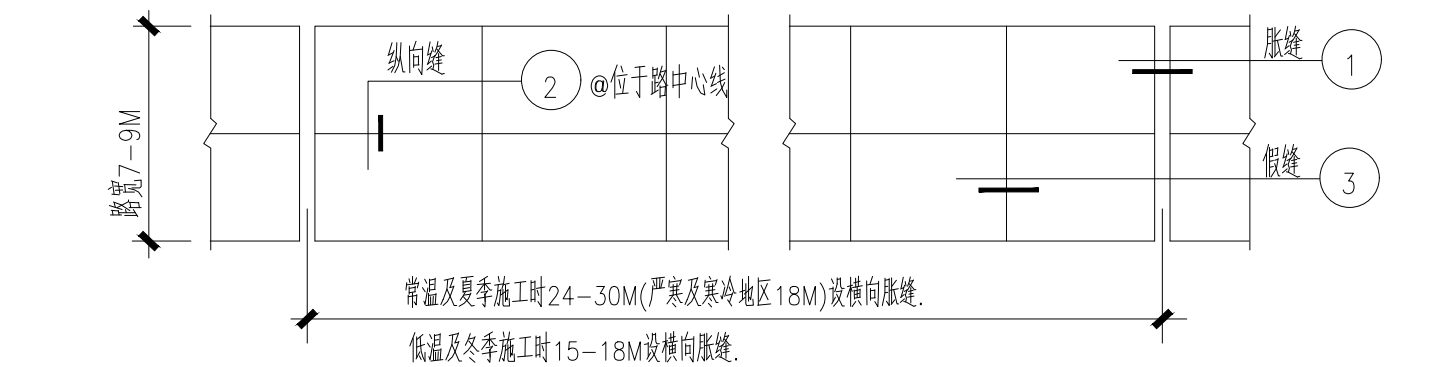 纵向缝
2 @位于路中心线
胀缝 1
路宽7-9M
假缝 3
常温及夏季施工时24-30M(严寒及寒冷地区18M)设横向胀缝.
低温及冬季施工时15-18M设横向胀缝.